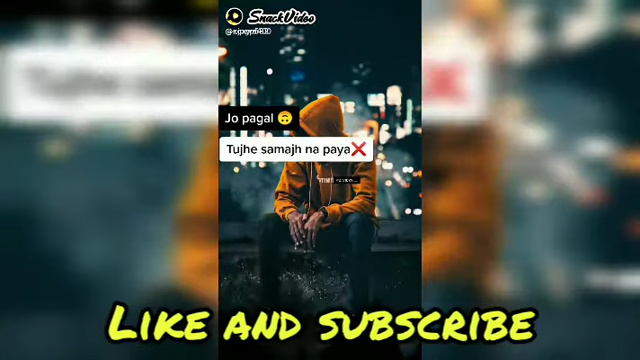 SnackVideo
Jo pagal 🙃
Tujhe samajh na paya❌
LIKE AND SUBSCRIBE